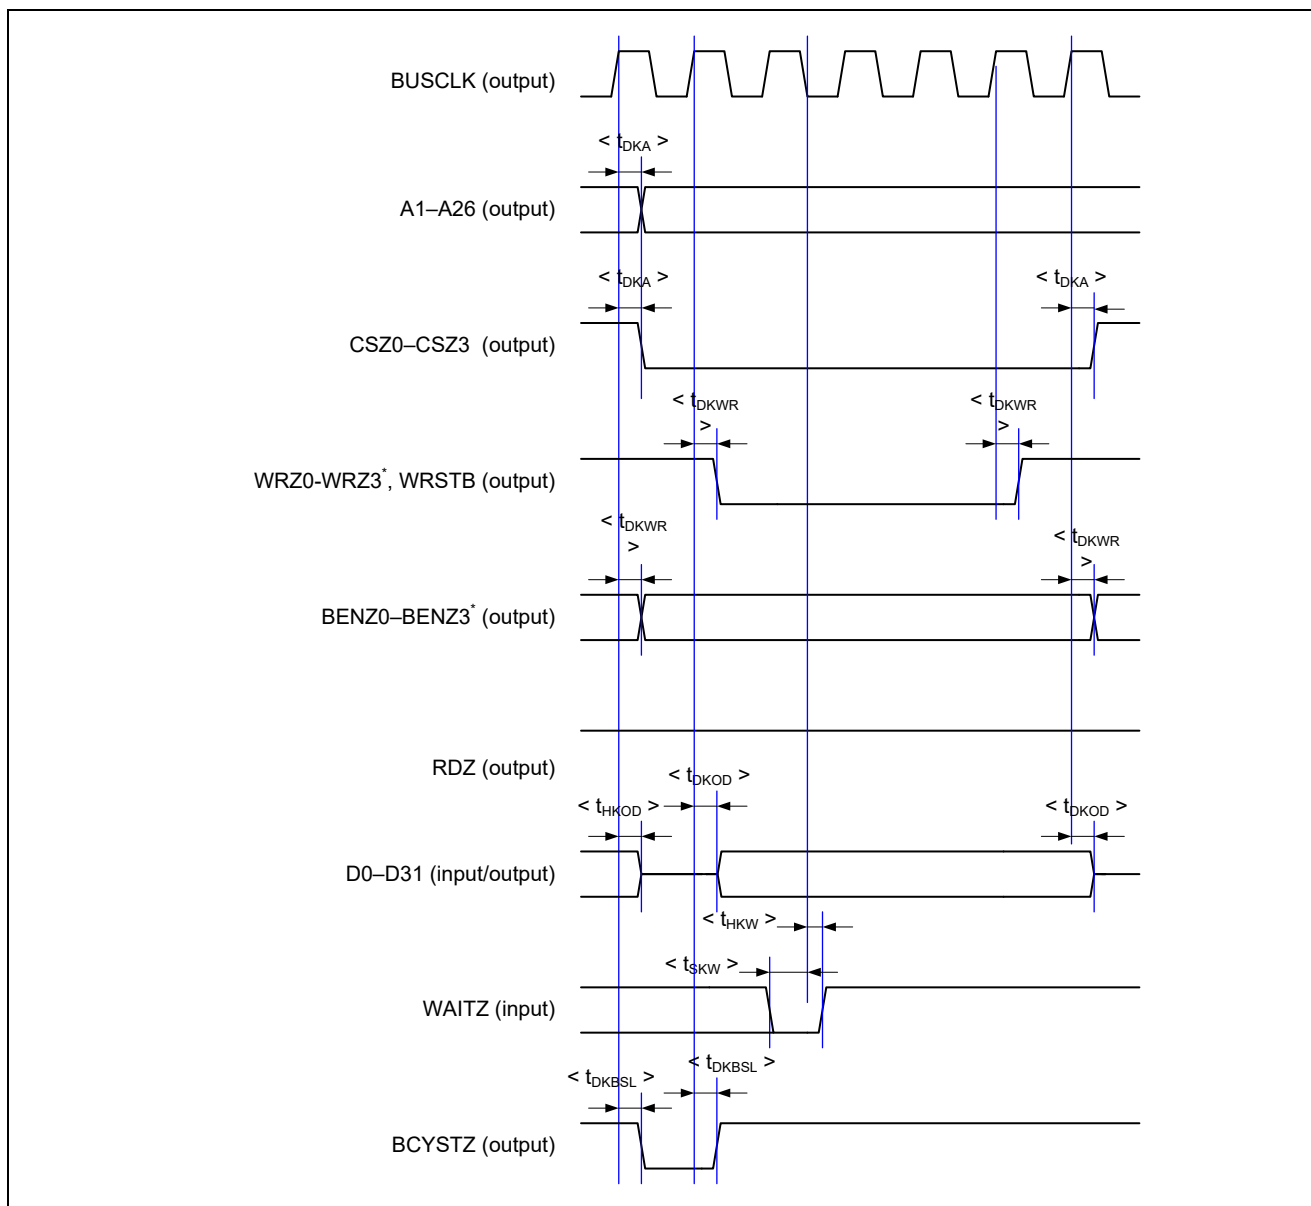 BUSCLK (output)
< tDKA >
A1–A26 (output)
< tDKA >
< tDKA >
CSZ0–CSZ3 (output)
< tDKWR
>
< tDKWR
>
WRZ0-WRZ3*, WRSTB (output)
< tDKWR
>
< tDKWR
>
BENZ0–BENZ3* (output)
RDZ (output)
< tDKOD >
< tHKOD >
< tDKOD >
D0–D31 (input/output)
< tHKW >
< tSKW >
WAITZ (input)
< tDKBSL >
< tDKBSL >
BCYSTZ (output)